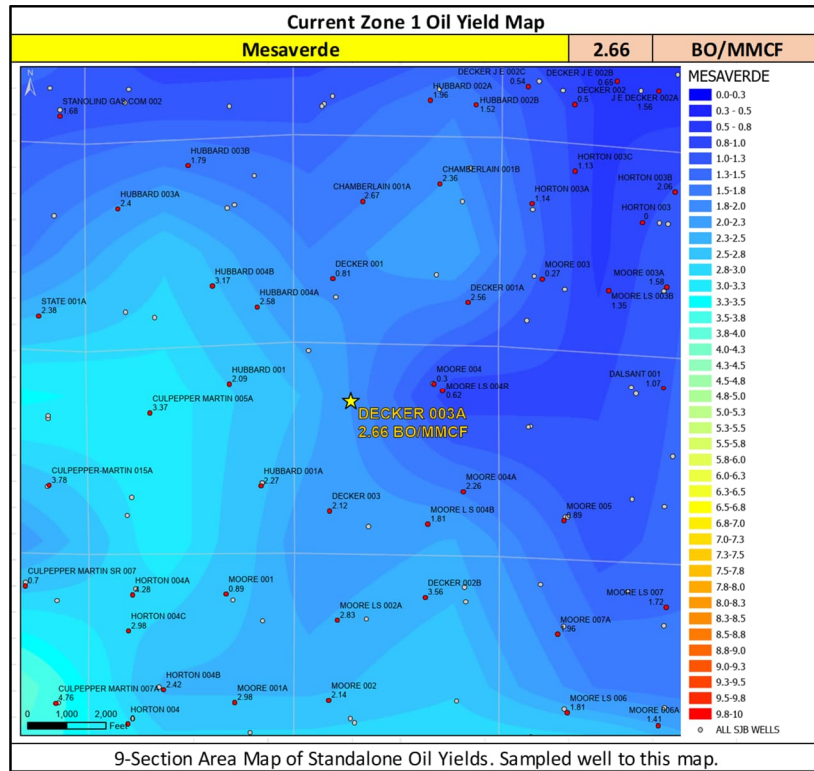 Current Zone 1 Oil Yield Map
Mesaverde 2.66 BO/MMCF
MESAVERDE
0.0-0.3
0.3 - 0.5
0.5 - 0.8
0.8-1.0
1.0-1.3
1.3-1.5
1.5-1.8
1.8-2.0
2.0-2.3
2.3-2.5
2.5-2.8
2.8-3.0
3.0-3.3
3.3-3.5
3.5-3.8
3.8-4.0
4.0-4.3
4.3-4.5
4.5-4.8
4.8-5.0
5.0-5.3
5.3-5.5
5.5-5.8
5.8-6.0
6.0-6.3
6.3-6.5
6.5-6.8
6.8-7.0
7.0-7.3
7.3-7.5
7.5-7.8
7.8-8.0
8.0-8.3
8.3-8.5
8.5-8.8
8.8-9.0
9.0-9.3
9.3-9.5
9.5-9.8
9.8-10
ALL SJB WELLS
N
DECKER J E 002C
0.54
DECKER J E 002B
0.65
HUBBARD 002A
1.96
DECKER 002
0.5
J E DECKER 002A
1.56
STANOLIND GAS COM 002
1.68
HUBBARD 002B
1.52
HUBBARD 003B
1.79
HORTON 003C
1.13
CHAMBERLAIN 001B
2.36
HORTON 003B
2.06
CHAMBERLAIN 001A
2.67
HUBBARD 003A
2.4
HORTON 003A
1.14
HORTON 003
0
DECKER 001
0.81
HUBBARD 004B
3.17
MOORE 003
0.27
MOORE 003A
1.58
HUBBARD 004A
2.58
DECKER 001A
2.56
MOORE LS 003B
1.35
STATE 001A
2.38
HUBBARD 001
2.09
MOORE 004
0.3
MOORE LS 004R
0.62
DALSANT 001
1.07
CULPEPPER MARTIN 005A
3.37
DECKER 003A
2.66 BO/MMCF
CULPEPPER-MARTIN 015A
3.78
HUBBARD 001A
2.27
MOORE 004A
2.26
DECKER 003
2.12
MOORE L S 004B
1.81
MOORE 005
0.89
CULPEPPER MARTIN SR 007
0.7
HORTON 004A
4.28
MOORE 001
0.89
DECKER 002B
3.56
MOORE LS 007
1.72
MOORE LS 002A
2.83
HORTON 004C
2.98
MOORE 007A
1.96
HORTON 004B
2.42
CULPEPPER MARTIN 007A
4.76
MOORE 001A
2.98
MOORE 002
2.14
MOORE LS 006
1.81
MOORE 006A
1.41
HORTON 004
0
0 1,000 2,000
Feet
9-Section Area Map of Standalone Oil Yields. Sampled well to this map.